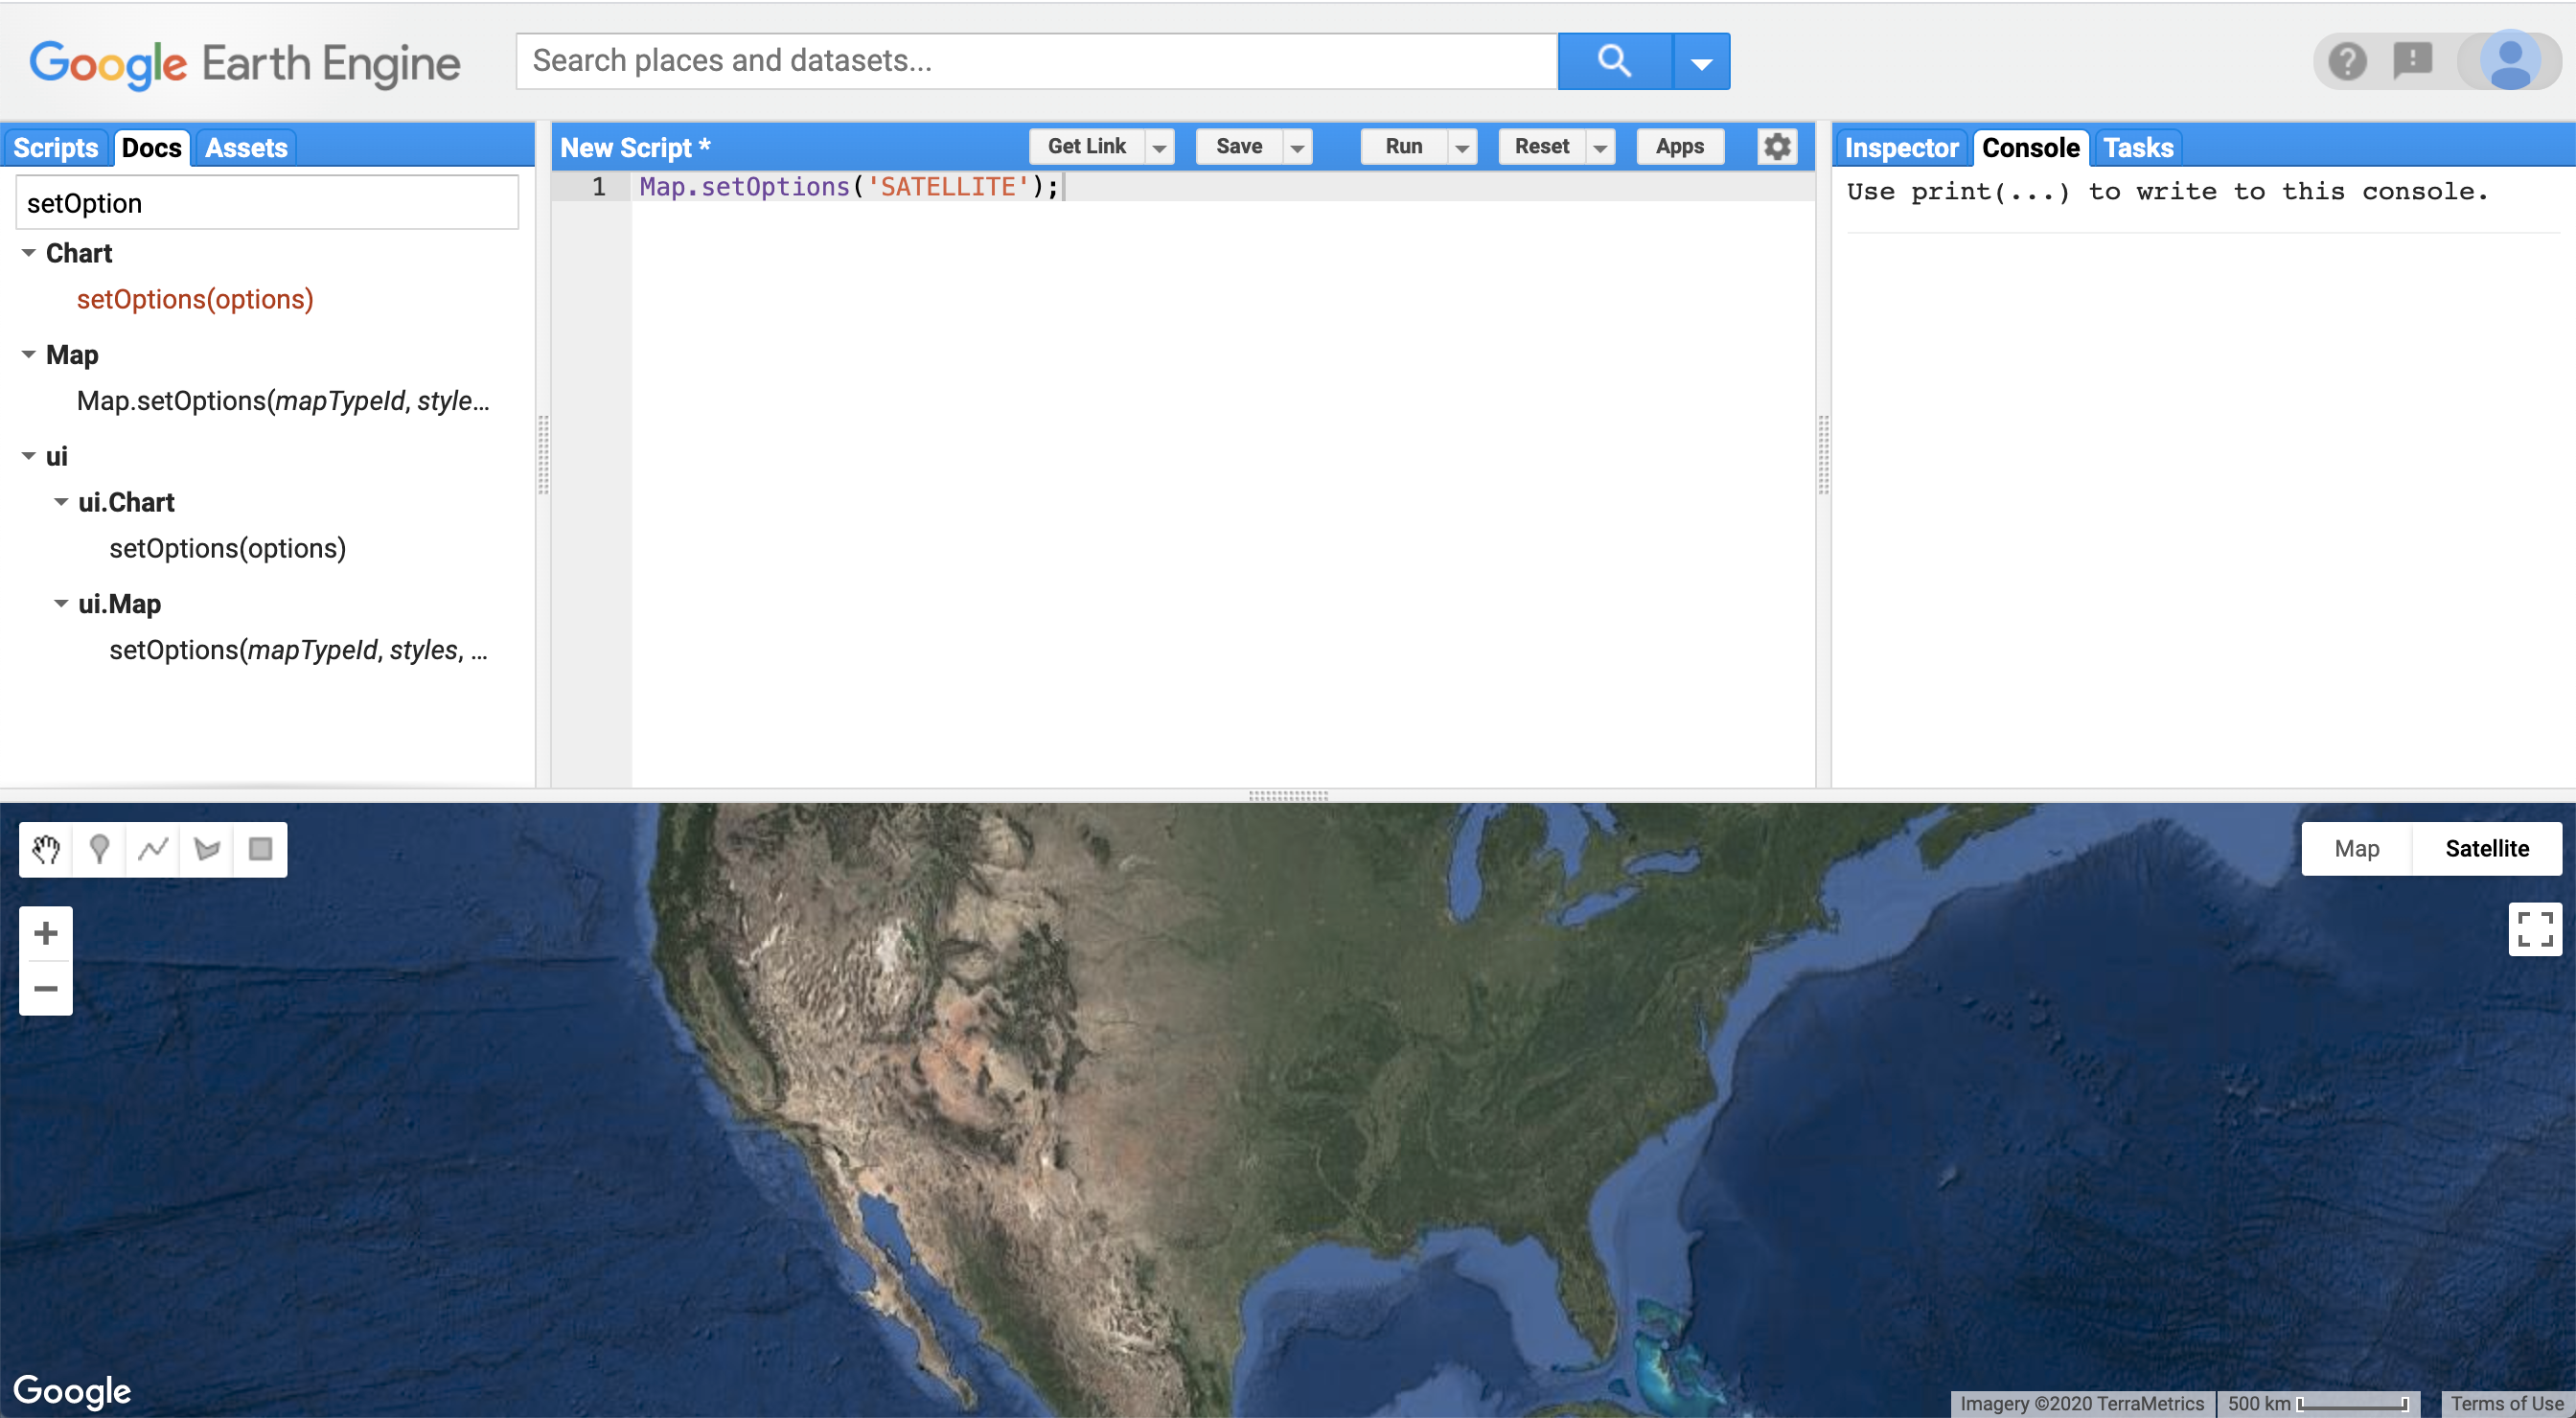 Google Earth Engine
Search places and datasets...
Scripts Docs Assets
setOption
Chart
setOptions(options)
Map
Map.setOptions(mapTypeId, style...
ui
ui.Chart
setOptions(options)
ui.Map
setOptions(mapTypeId, styles, ...
New Script *
Get Link Save Run Reset Apps
1 Map.setOptions('SATELLITE');
Inspector Console Tasks
Use print(...) to write to this console.
Map Satellite
Google
Imagery ©2020 TerraMetrics 500 km Terms of Use